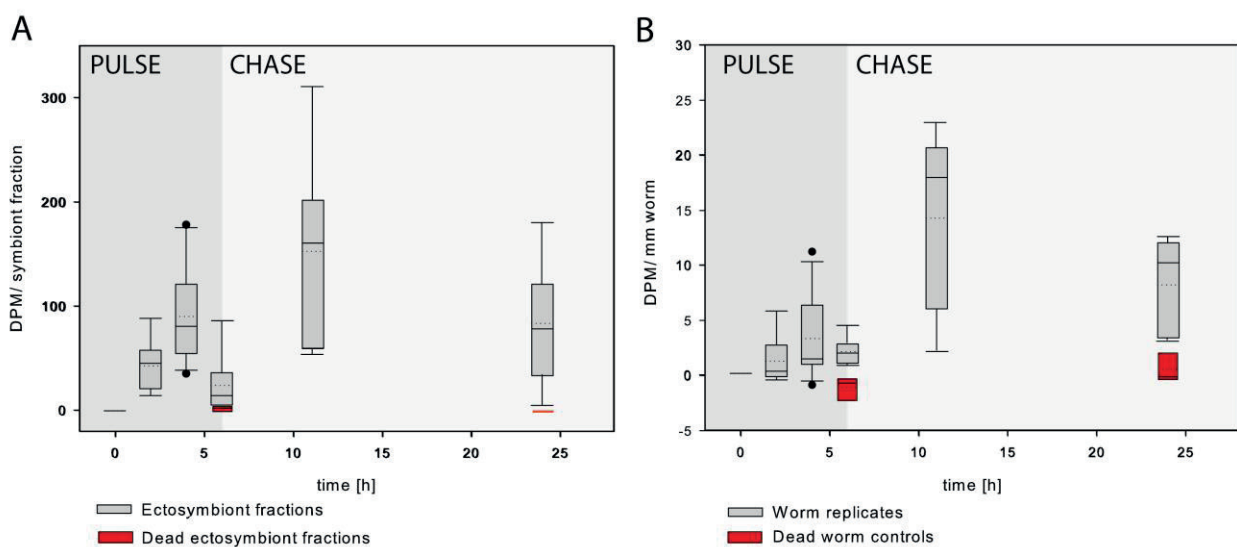 A
PULSE CHASE
300
200
100
0
DPM/ symbiont fraction
0 5 10 15 20 25
time [h]
Ectosymbiont fractions
Dead ectosymbiont fractions
B
PULSE CHASE
30
25
20
15
10
5
0
-5
DPM/ mm worm
0 5 10 15 20 25
time [h]
Worm replicates
Dead worm controls